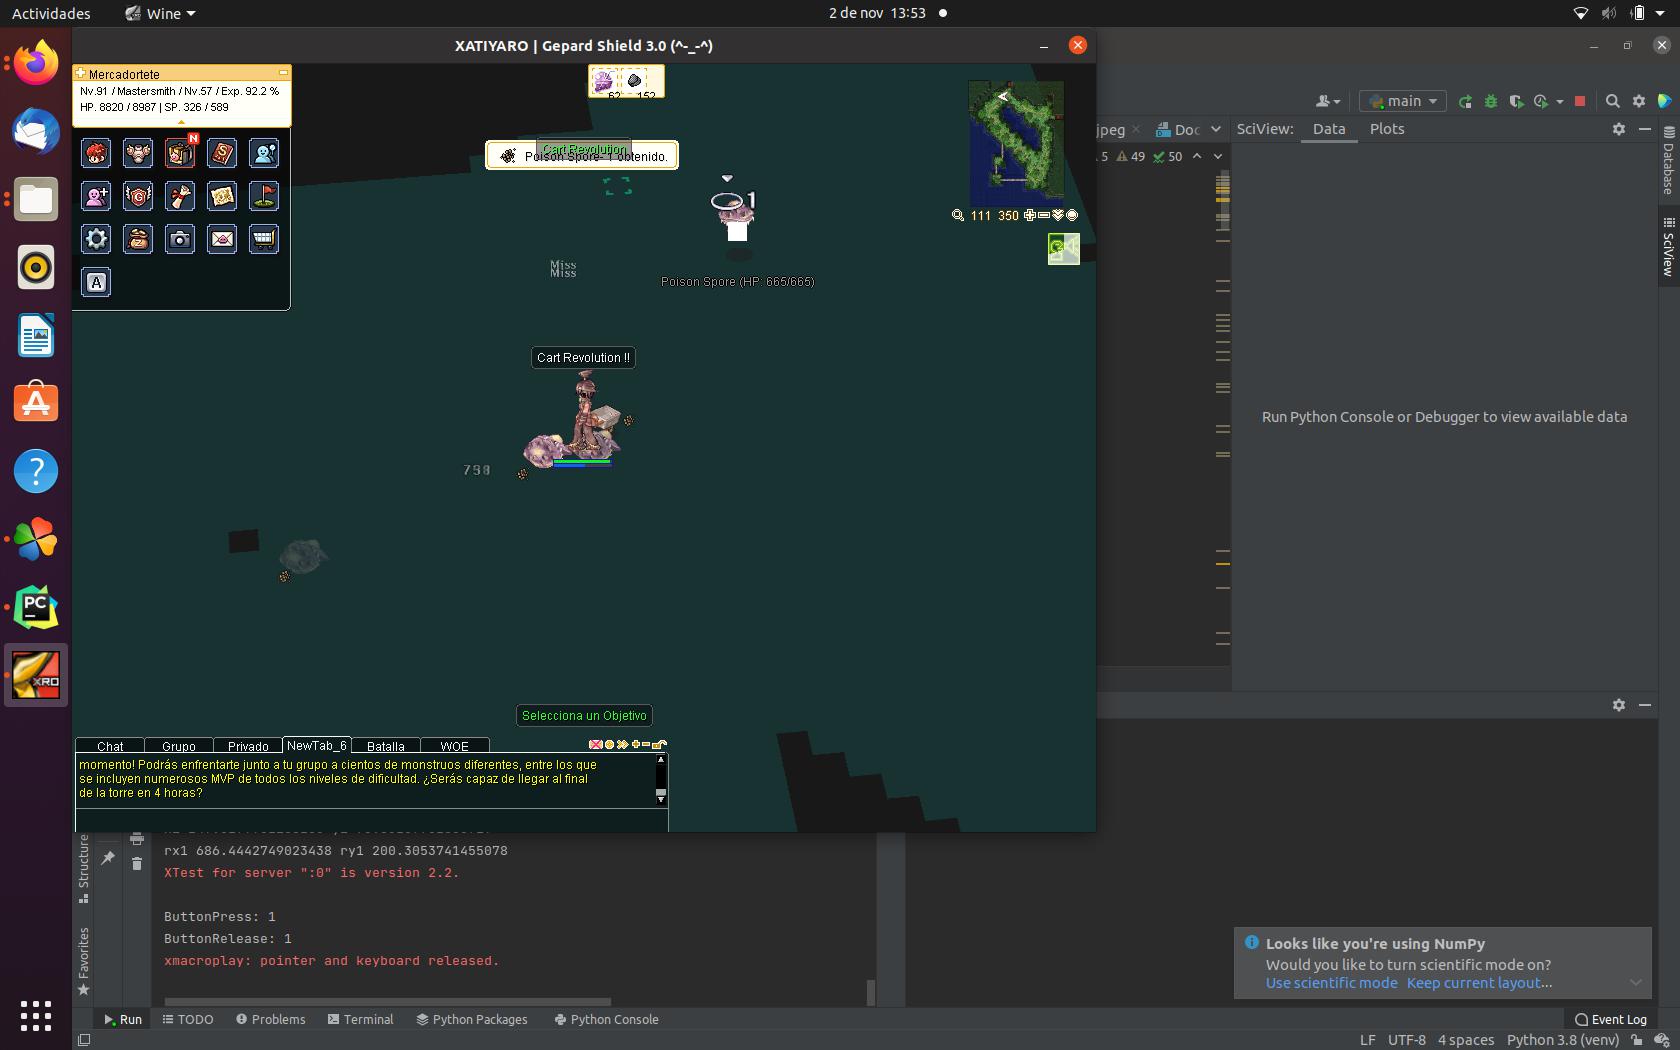 Actividades
Wine
2 de nov 13:53
XATIYARO | Gepard Shield 3.0 (^-_-^)
Mercadortete
Nv.91 / Mastersmith / Nv.57 / Exp. 92.2 %
HP. 8820 / 8987 | SP. 326 / 589
N
A
62 152
Cart Revolution
Poison Spore- 1 obtenido.
1
111 350
Miss
Miss
Poison Spore (HP: 665/665)
Cart Revolution !!
798
Selecciona un Objetivo
Chat Grupo Privado NewTab_6 Batalla WOE
momento! Podrás enfrentarte junto a tu grupo a cientos de monstruos diferentes, entre los que
se incluyen numerosos MVP de todos los niveles de dificultad. ¿Serás capaz de llegar al final
de la torre en 4 horas?
main
jpeg
Doc
SciView: Data Plots
5 49 50
Database
SciView
Run Python Console or Debugger to view available data
PC
XRO
Structure
Favorites
rx1 686.4442749023438 ry1 200.3053741455078
XTest for server ":0" is version 2.2.
ButtonPress: 1
ButtonRelease: 1
xmacroplay: pointer and keyboard released.
Looks like you're using NumPy
Would you like to turn scientific mode on?
Use scientific mode Keep current layout...
Run TODO Problems Terminal Python Packages Python Console
Event Log
LF UTF-8 4 spaces Python 3.8 (venv)